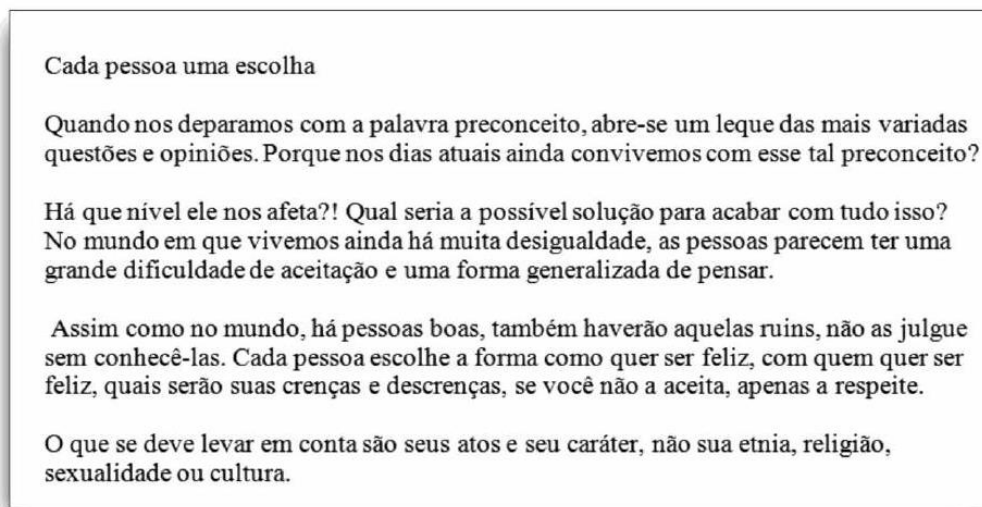 Cada pessoa uma escolha
Quando nos deparamos com a palavra preconceito, abre-se um leque das mais variadas
questões e opiniões. Porque nos dias atuais ainda convivemos com esse tal preconceito?
Há que nível ele nos afeta?! Qual seria a possível solução para acabar com tudo isso?
No mundo em que vivemos ainda há muita desigualdade, as pessoas parecem ter uma
grande dificuldade de aceitação e uma forma generalizada de pensar.
Assim como no mundo, há pessoas boas, também haverão aquelas ruins, não as julgue
sem conhecê-las. Cada pessoa escolhe a forma como quer ser feliz, com quem quer ser
feliz, quais serão suas crenças e descrenças, se você não a aceita, apenas a respeite.
O que se deve levar em conta são seus atos e seu caráter, não sua etnia, religião,
sexualidade ou cultura.